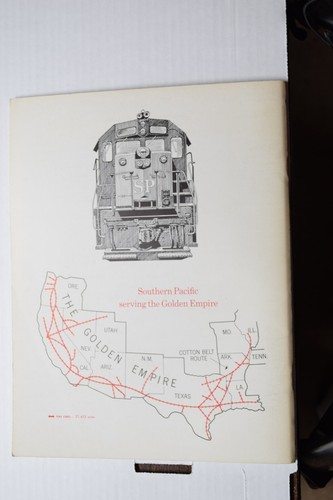 SP
Southern Pacific
serving the Golden Empire
ORE.
THE GOLDEN EMPIRE
UTAH
NEV.
CAL.
ARIZ.
N.M.
TEXAS
COTTON BELT
ROUTE
MO.
ILL.
ARK.
TENN.
LA.